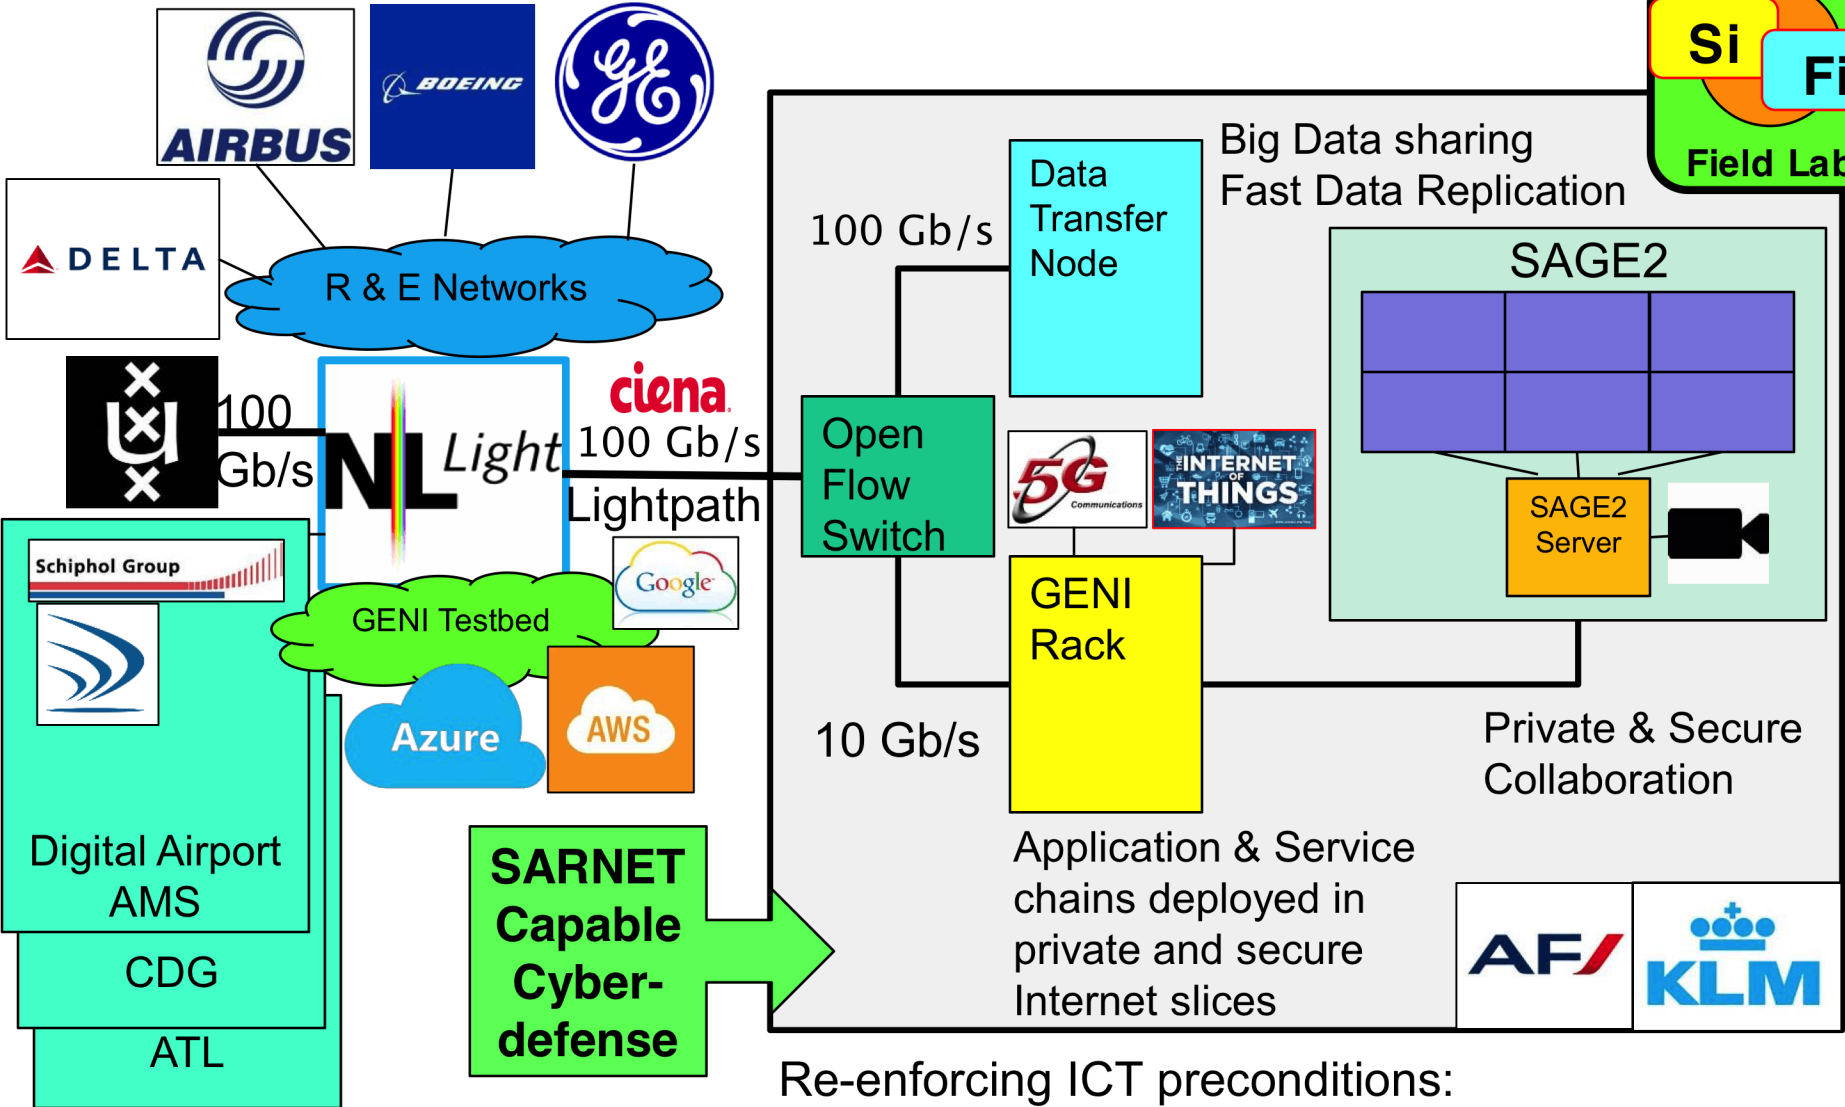 AIRBUS
BOEING
GE
Si
Fi
Field Lab
DELTA
R & E Networks
Big Data sharing
Fast Data Replication
Data
Transfer
Node
100 Gb/s
SAGE2
100
Gb/s
NL Light
ciena
100 Gb/s
Lightpath
Open
Flow
Switch
5G
Communications
THE
INTERNET
OF
THINGS
SAGE2
Server
Schiphol Group
GENI Testbed
Google
GENI
Rack
Azure
AWS
10 Gb/s
Private & Secure
Collaboration
Digital Airport
AMS
CDG
ATL
SARNET
Capable
Cyber-
defense
Application & Service
chains deployed in
private and secure
Internet slices
AF
KLM
Re-enforcing ICT preconditions: